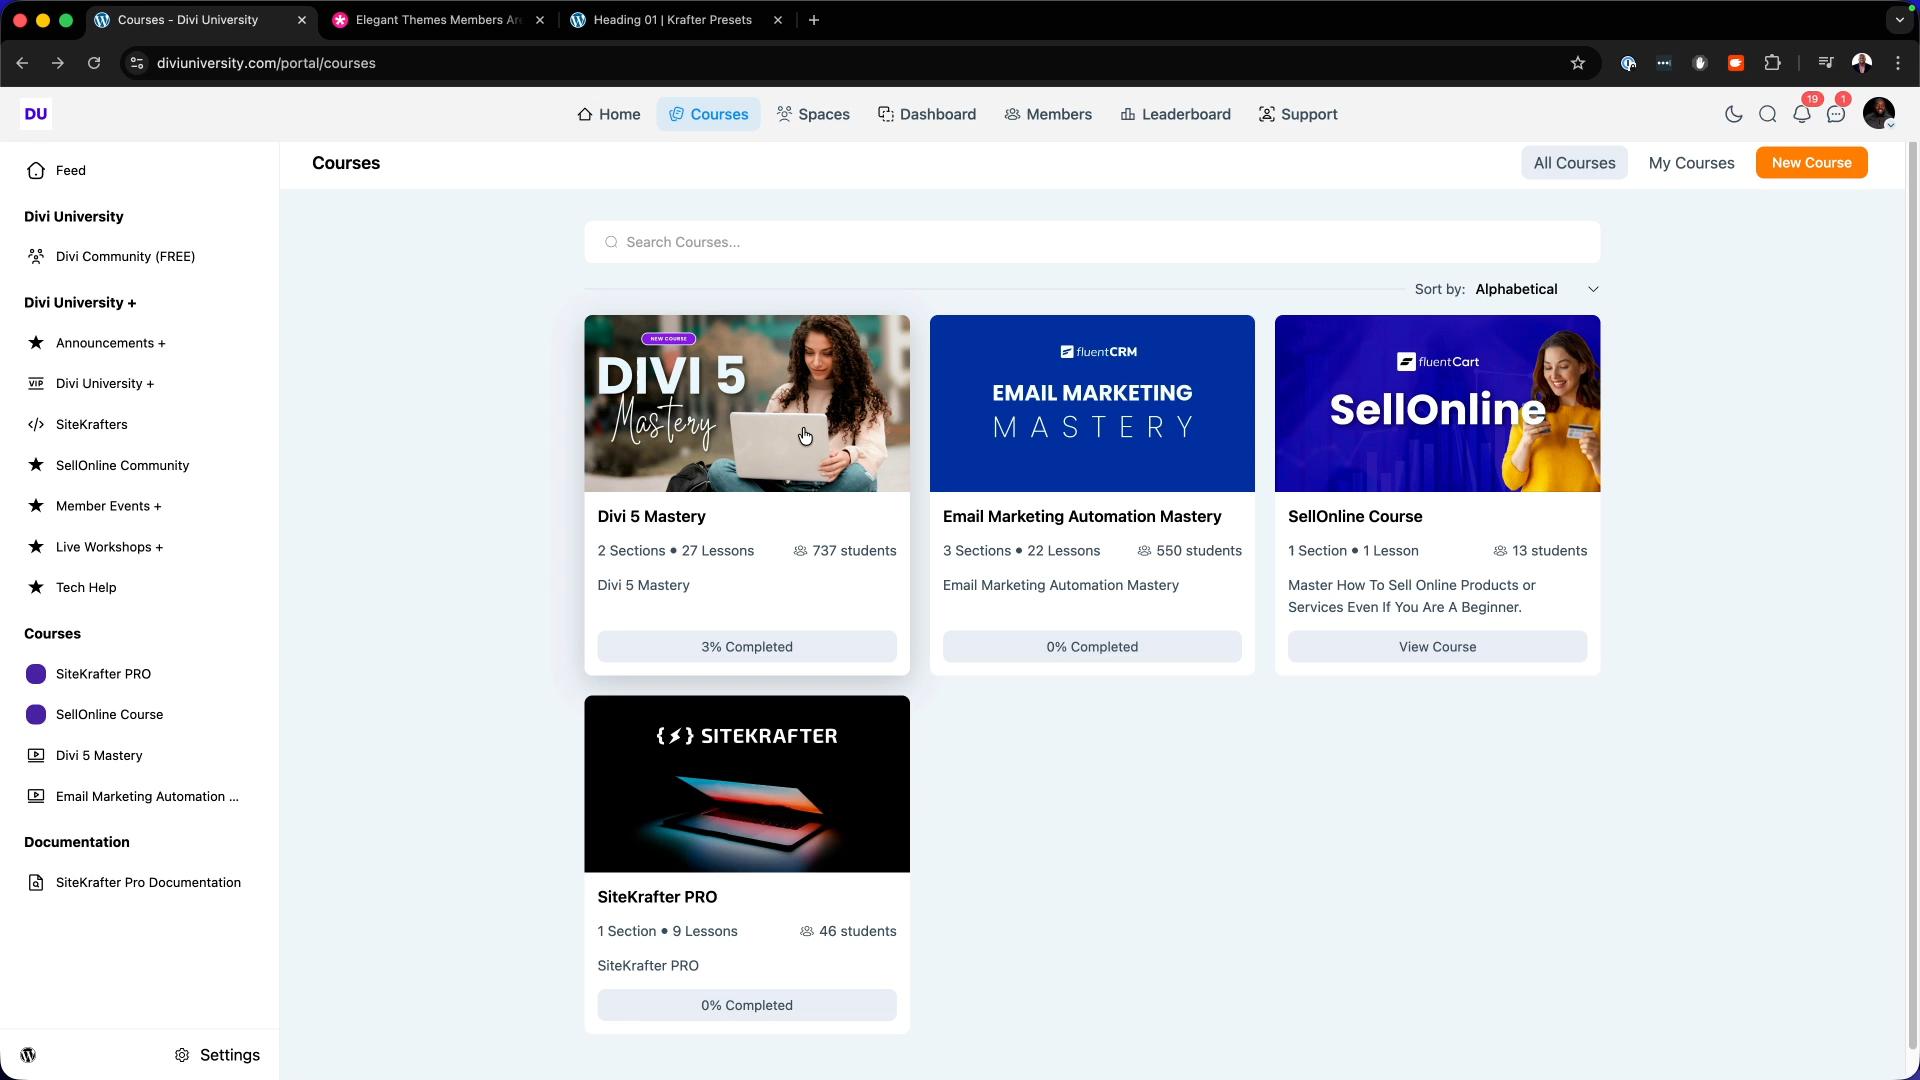 Courses - Divi University
Elegant Themes Members Are
Heading 01 | Krafter Presets
diviuniversity.com/portal/courses
DU
Home
Courses
Spaces
Dashboard
Members
Leaderboard
Support
19
1
Feed
Divi University
Divi Community (FREE)
Divi University +
Announcements +
VIP
Divi University +
SiteKrafters
SellOnline Community
Member Events +
Live Workshops +
Tech Help
Courses
SiteKrafter PRO
SellOnline Course
Divi 5 Mastery
Email Marketing Automation ...
Documentation
SiteKrafter Pro Documentation
Settings
Courses
All Courses
My Courses
New Course
Search Courses...
Sort by: Alphabetical
NEW COURSE
DIVI 5
Mastery
Divi 5 Mastery
2 Sections • 27 Lessons
737 students
Divi 5 Mastery
3% Completed
fluentCRM
EMAIL MARKETING
MASTERY
Email Marketing Automation Mastery
3 Sections • 22 Lessons
550 students
Email Marketing Automation Mastery
0% Completed
fluentCart
SellOnline
SellOnline Course
1 Section • 1 Lesson
13 students
Master How To Sell Online Products or
Services Even If You Are A Beginner.
View Course
SITEKRAFTER
SiteKrafter PRO
1 Section • 9 Lessons
46 students
SiteKrafter PRO
0% Completed